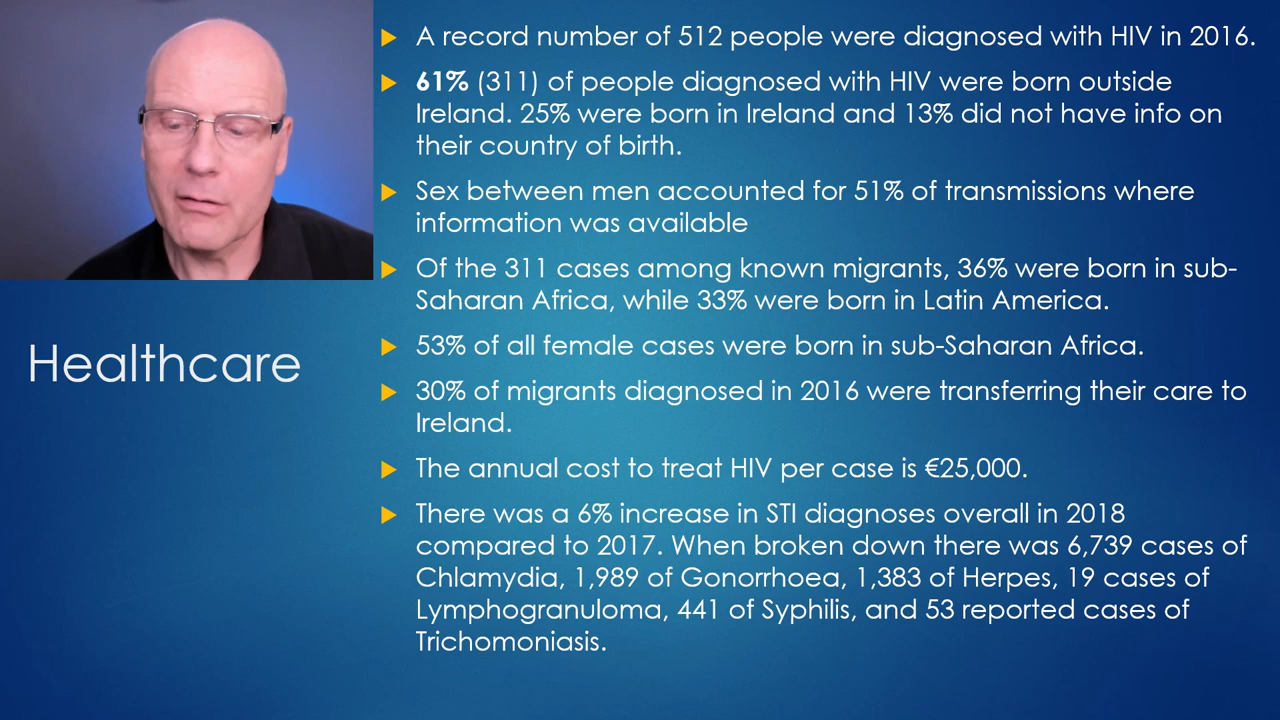 A record number of 512 people were diagnosed with HIV in 2016.
61% (311) of people diagnosed with HIV were born outside
Ireland. 25% were born in Ireland and 13% did not have info on
their country of birth.
Sex between men accounted for 51% of transmissions where
information was available
Of the 311 cases among known migrants, 36% were born in sub-
Saharan Africa, while 33% were born in Latin America.
53% of all female cases were born in sub-Saharan Africa.
30% of migrants diagnosed in 2016 were transferring their care to
Ireland.
The annual cost to treat HIV per case is €25,000.
There was a 6% increase in STI diagnoses overall in 2018
compared to 2017. When broken down there was 6,739 cases of
Chlamydia, 1,989 of Gonorrhoea, 1,383 of Herpes, 19 cases of
Lymphogranuloma, 441 of Syphilis, and 53 reported cases of
Trichomoniasis.
Healthcare